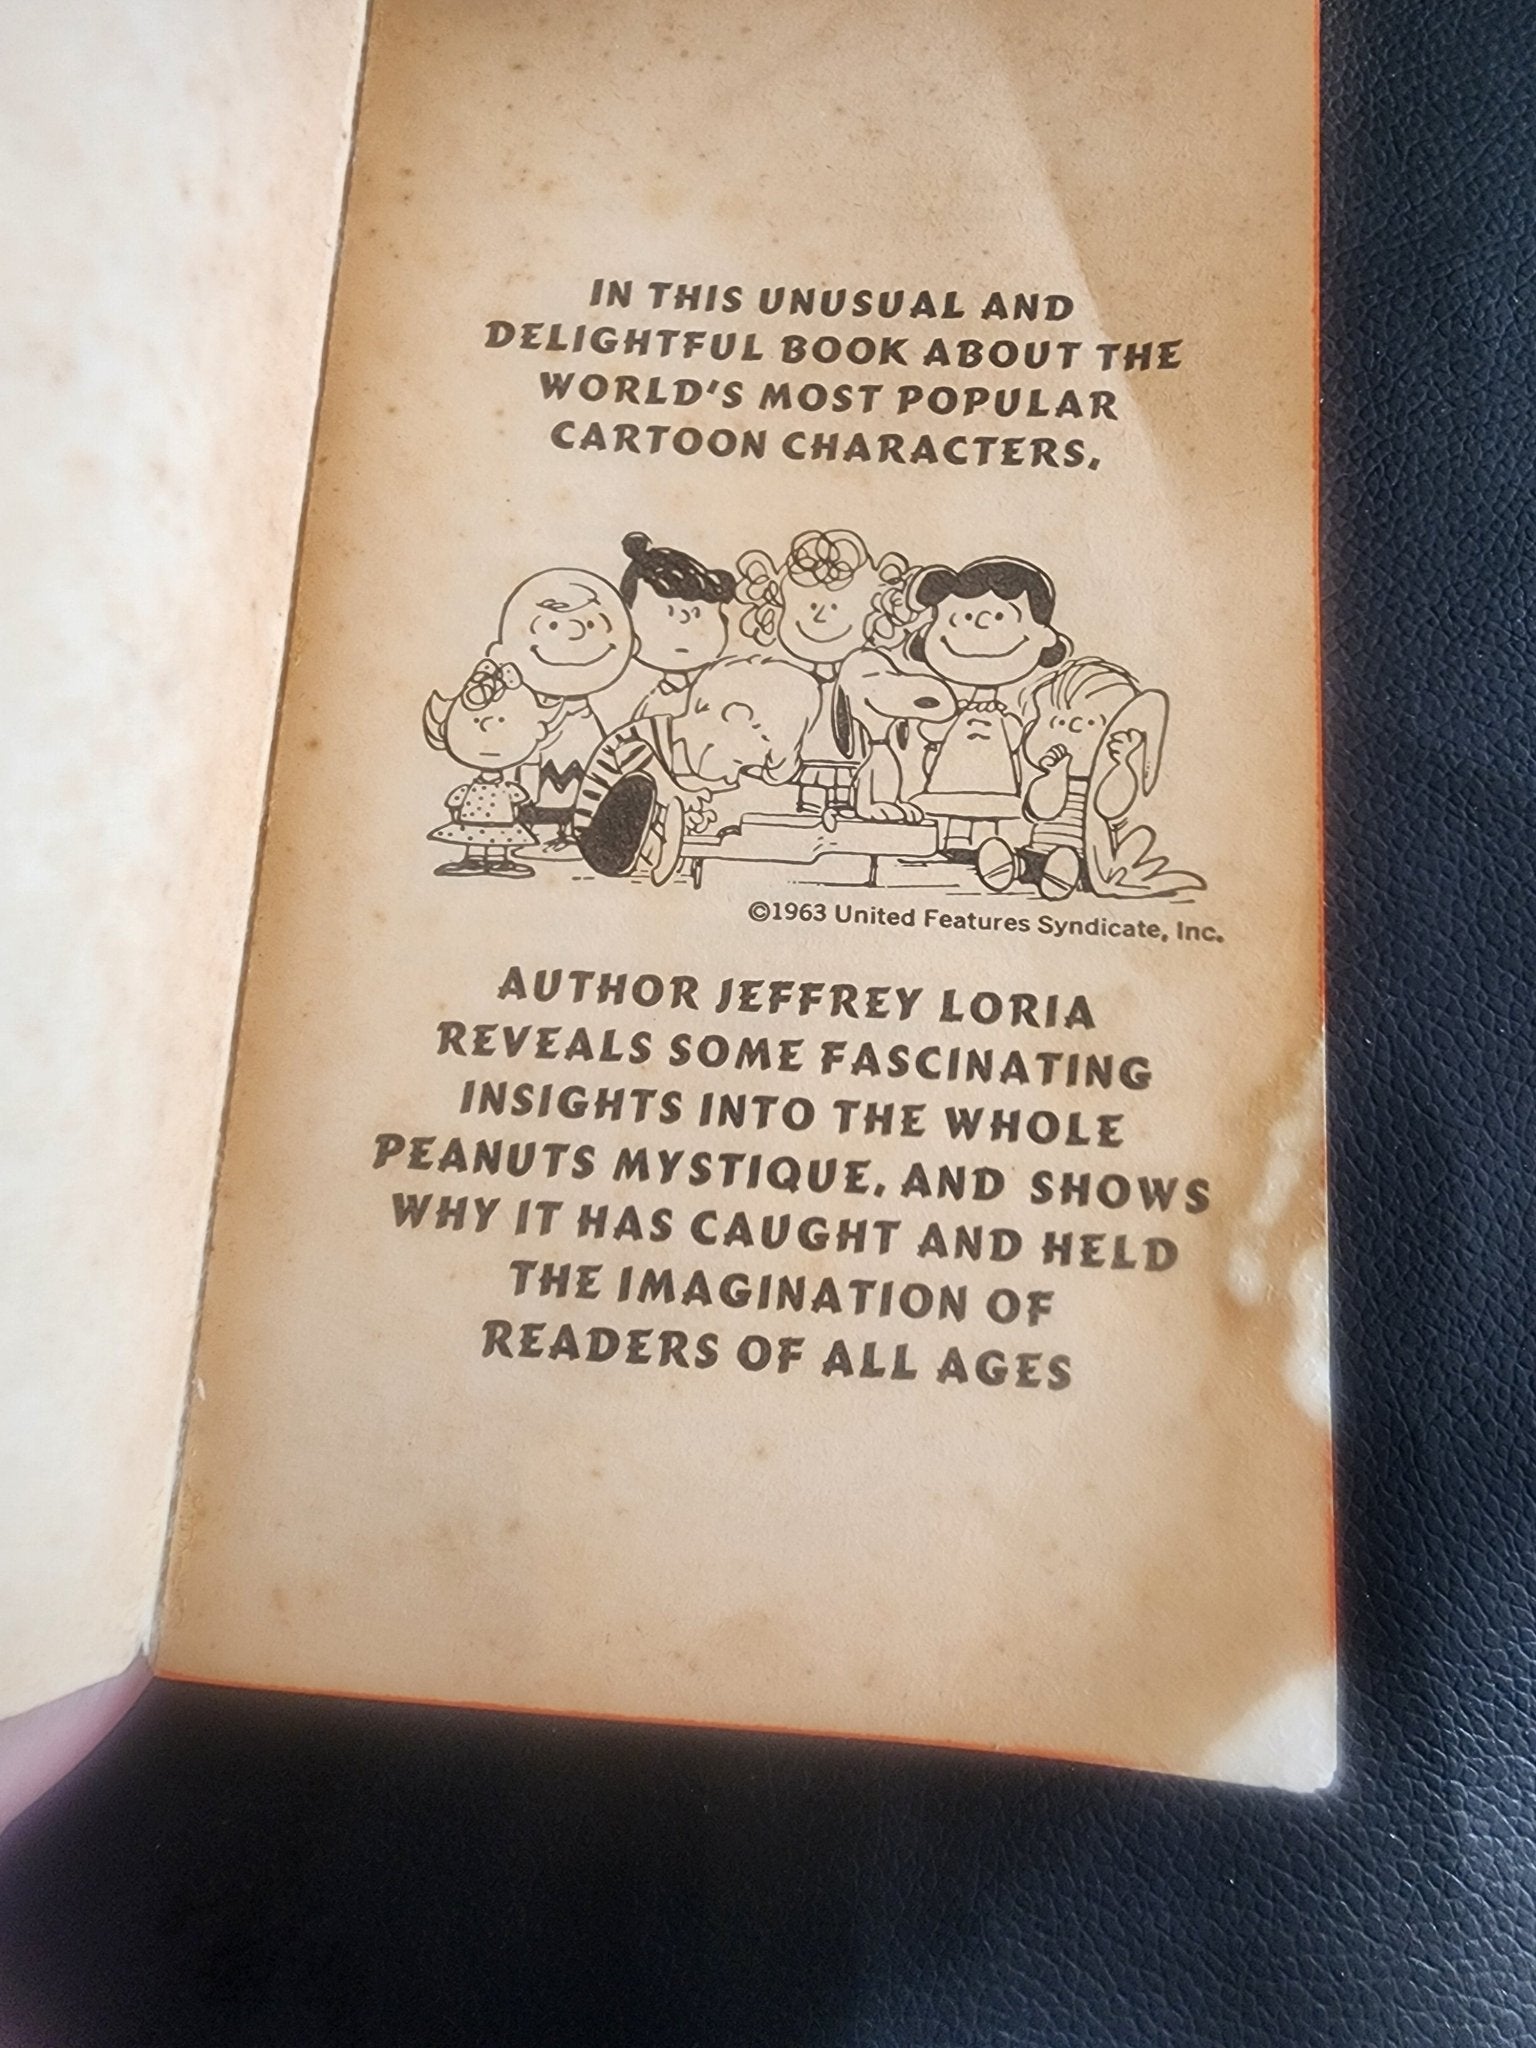 IN THIS UNUSUAL AND
DELIGHTFUL BOOK ABOUT THE
WORLD'S MOST POPULAR
CARTOON CHARACTERS,
©1963 United Features Syndicate, Inc.
AUTHOR JEFFREY LORIA
REVEALS SOME FASCINATING
INSIGHTS INTO THE WHOLE
PEANUTS MYSTIQUE, AND SHOWS
WHY IT HAS CAUGHT AND HELD
THE IMAGINATION OF
READERS OF ALL AGES